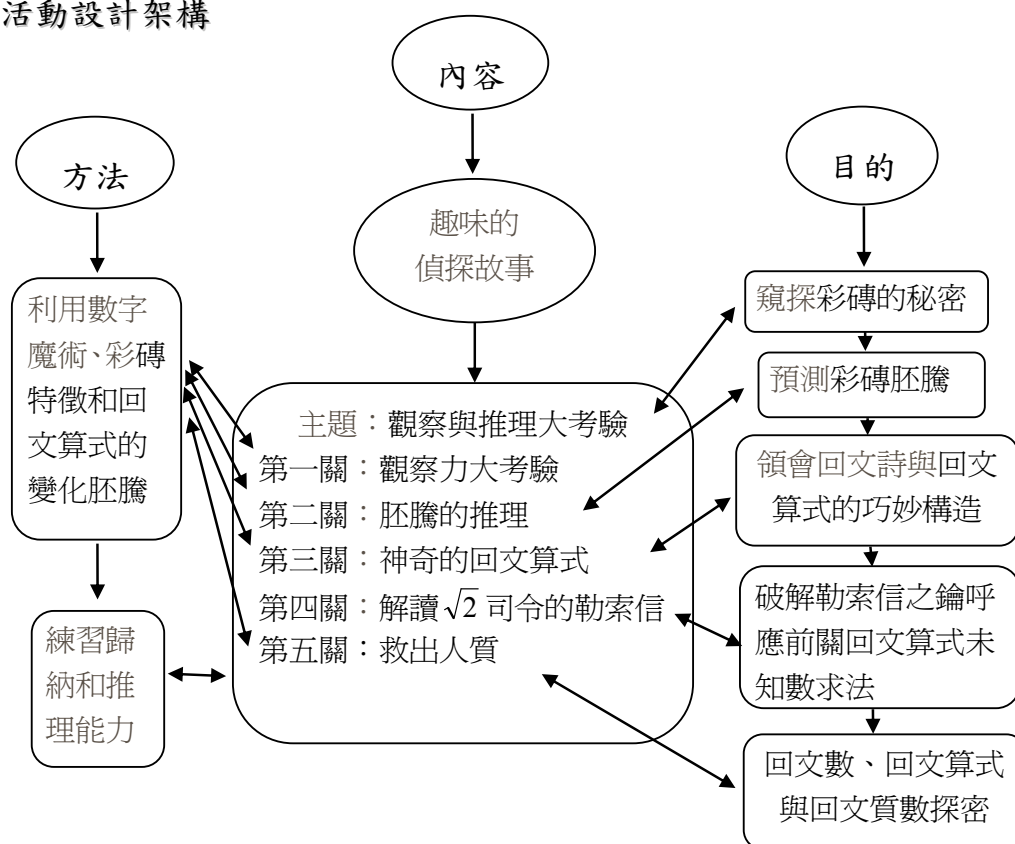 活動設計架構
內容
方法
目的
趣味的
偵探故事
利用數字
魔術、彩磚
特徵和回
文算式的
變化胚騰
練習歸
納和推
理能力
主題：觀察與推理大考驗
第一關：觀察力大考驗
第二關：胚騰的推理
第三關：神奇的回文算式
第四關：解讀√2 司令的勒索信
第五關：救出人質
窺探彩磚的秘密
預測彩磚胚騰
領會回文詩與回文
算式的巧妙構造
破解勒索信之鑰呼
應前關回文算式未
知數求法
回文數、回文算式
與回文質數探密